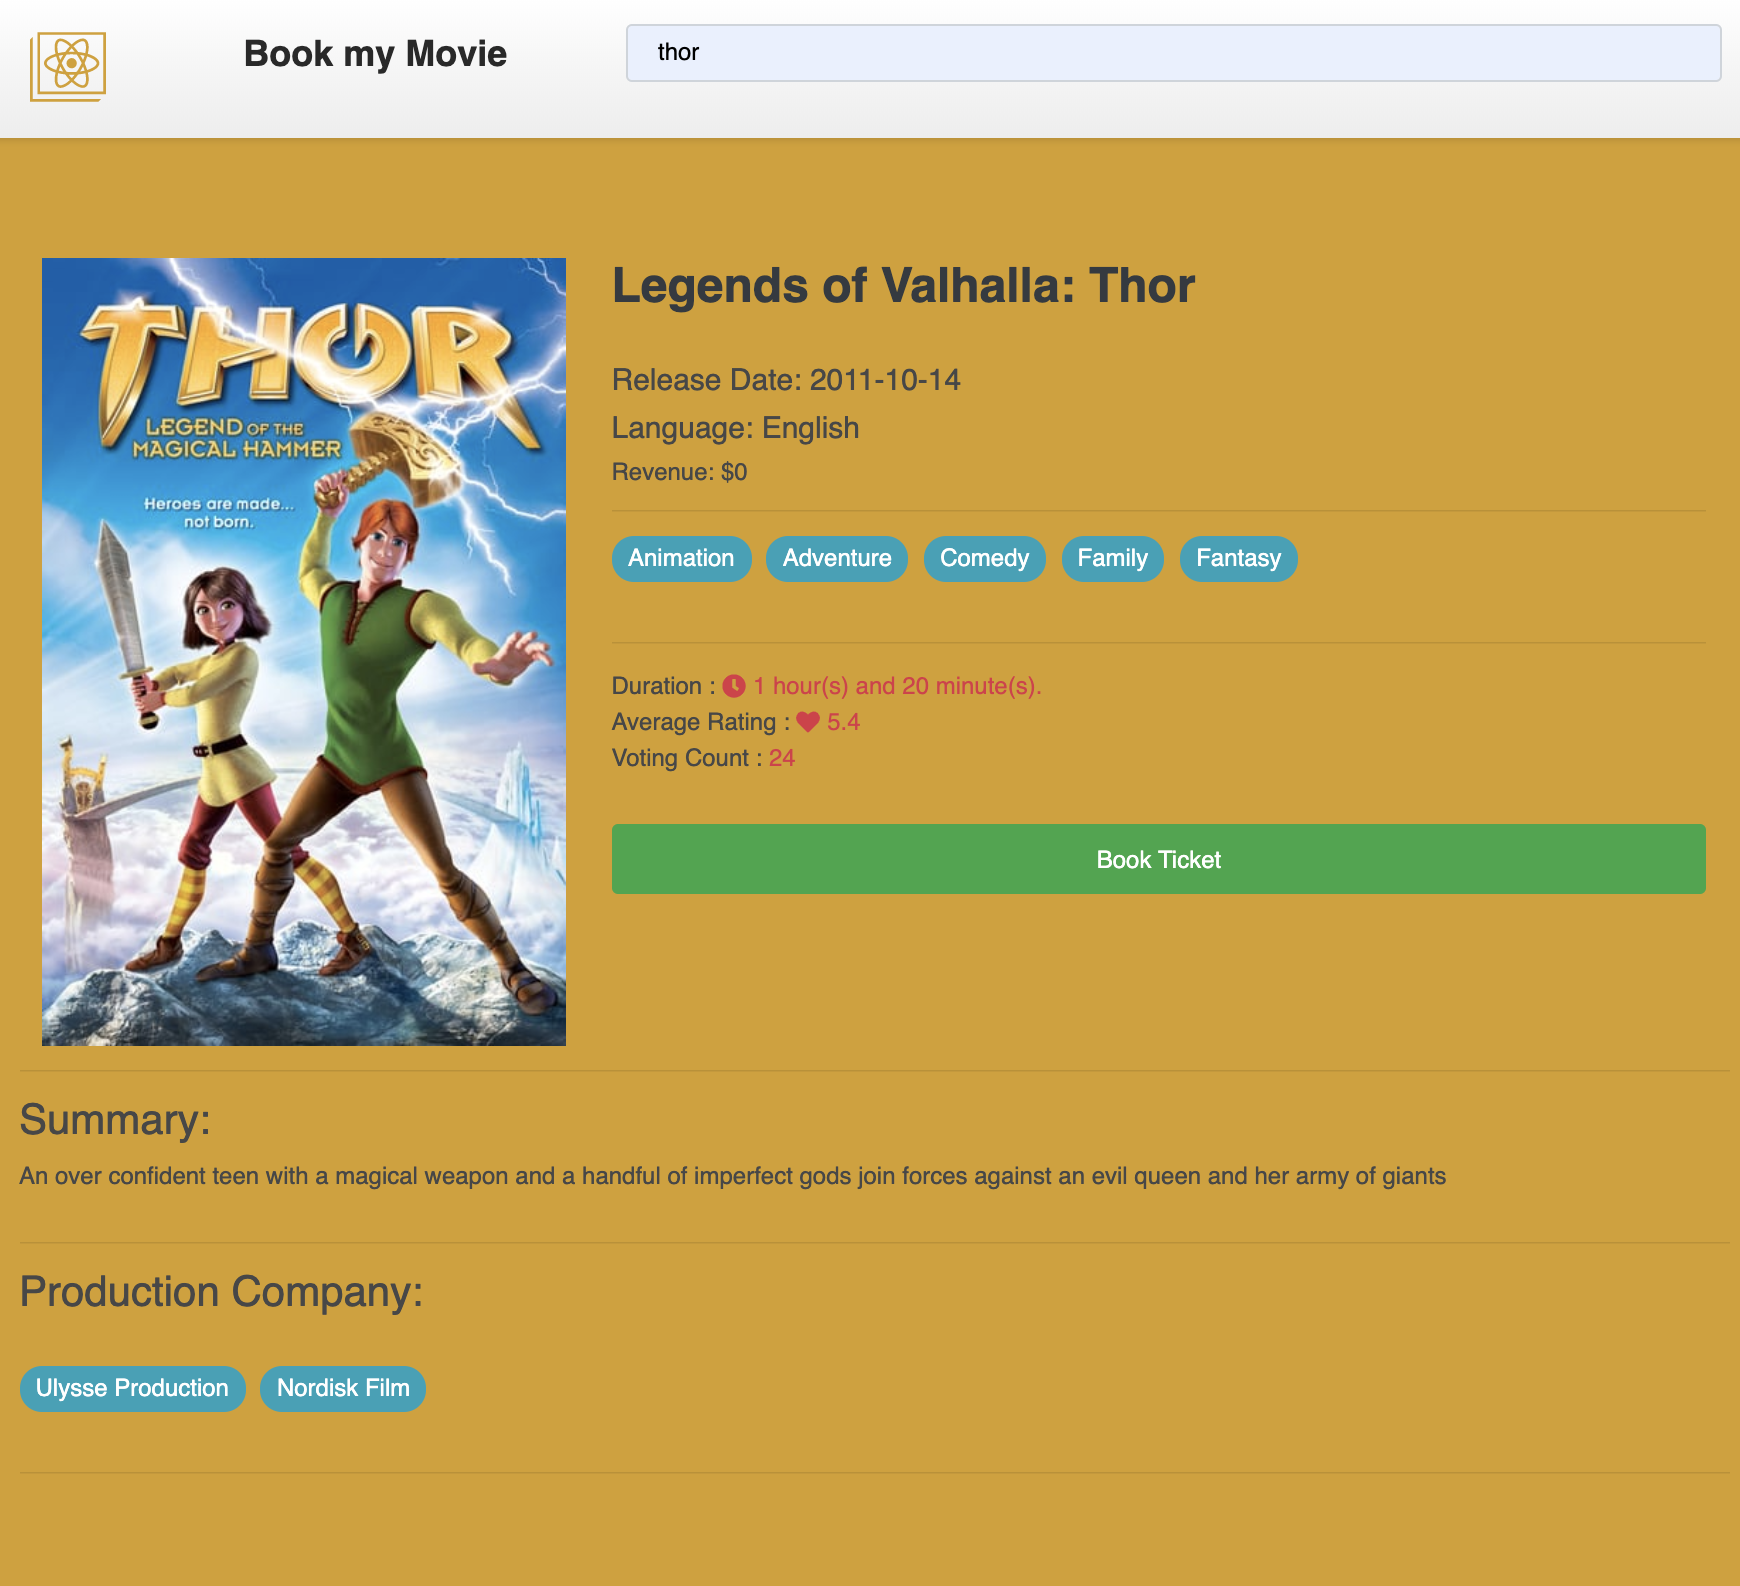 Book my Movie
thor
THOR
LEGEND OF THE
MAGICAL HAMMER
Heroes are made...
not born.
Legends of Valhalla: Thor
Release Date: 2011-10-14
Language: English
Revenue: $0
Animation Adventure Comedy Family Fantasy
Duration : 1 hour(s) and 20 minute(s).
Average Rating : 5.4
Voting Count : 24
Book Ticket
Summary:
An over confident teen with a magical weapon and a handful of imperfect gods join forces against an evil queen and her army of giants
Production Company:
Ulysse Production Nordisk Film